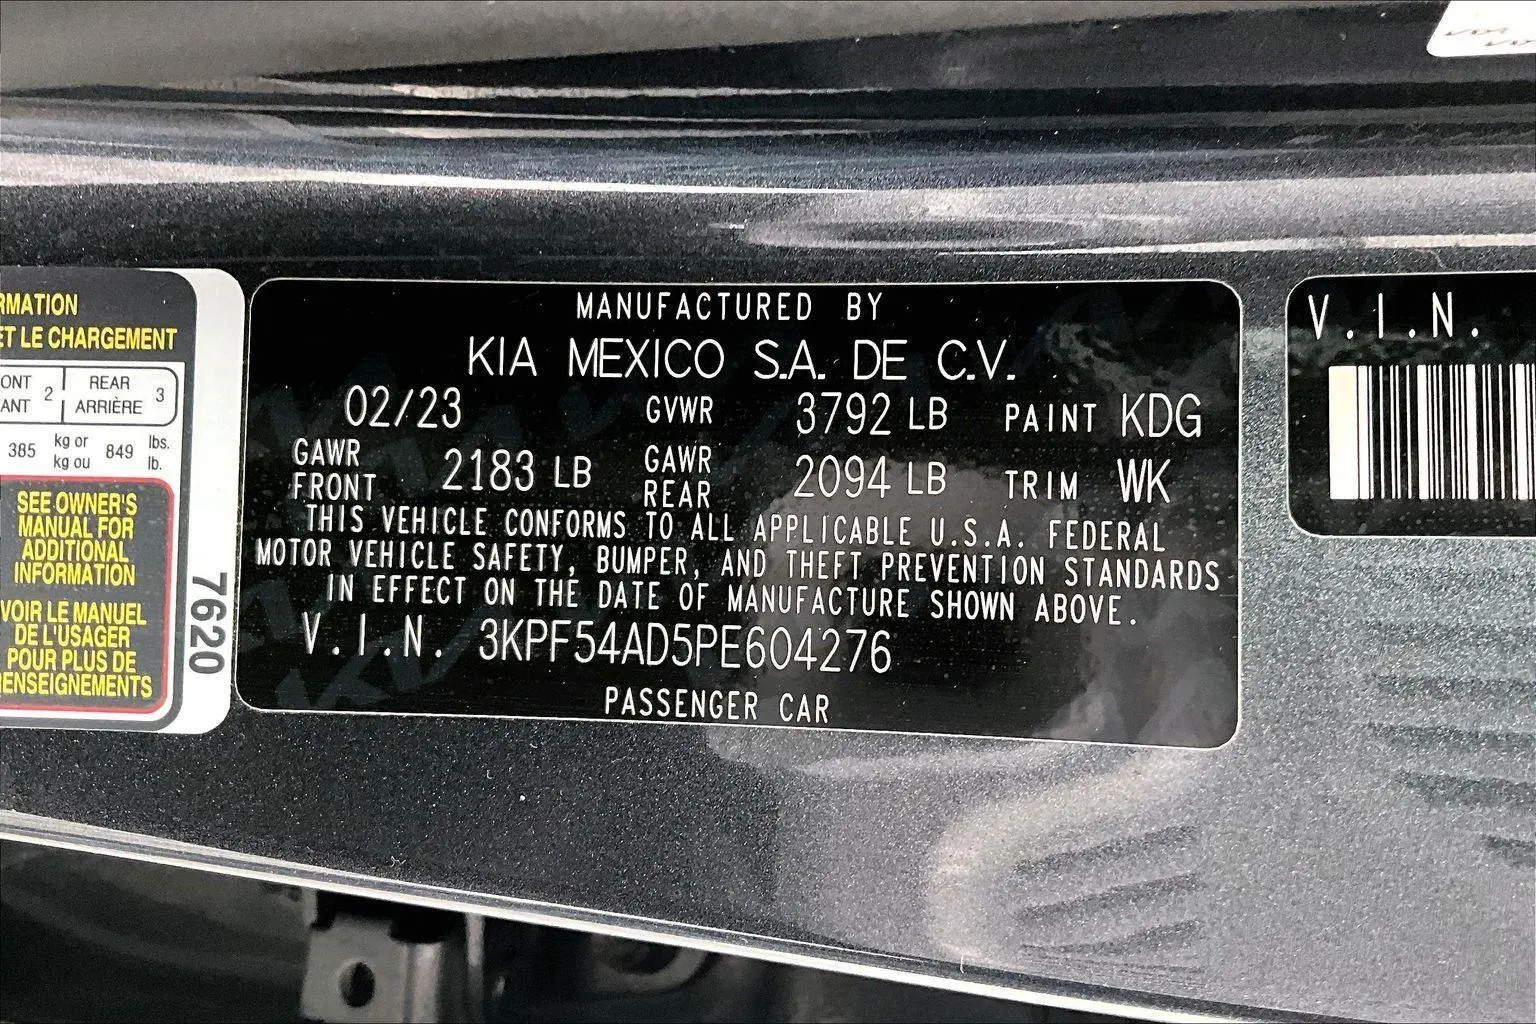 RMATION
ET LE CHARGEMENT
ONT 2 REAR 3
ANT ARRIÈRE
385 kg or 849 lbs.
kg ou lb.
SEE OWNER'S
MANUAL FOR
ADDITIONAL
INFORMATION
VOIR LE MANUEL
DE L'USAGER
POUR PLUS DE
RENSEIGNEMENTS
7620
MANUFACTURED BY
KIA MEXICO S.A. DE C.V.
02/23 GVWR 3792 LB PAINT KDG
GAWR FRONT 2183 LB GAWR REAR 2094 LB TRIM WK
THIS VEHICLE CONFORMS TO ALL APPLICABLE U.S.A. FEDERAL
MOTOR VEHICLE SAFETY, BUMPER, AND THEFT PREVENTION STANDARDS
IN EFFECT ON THE DATE OF MANUFACTURE SHOWN ABOVE.
V.I.N. 3KPF54AD5PE604276
PASSENGER CAR
V.I.N.